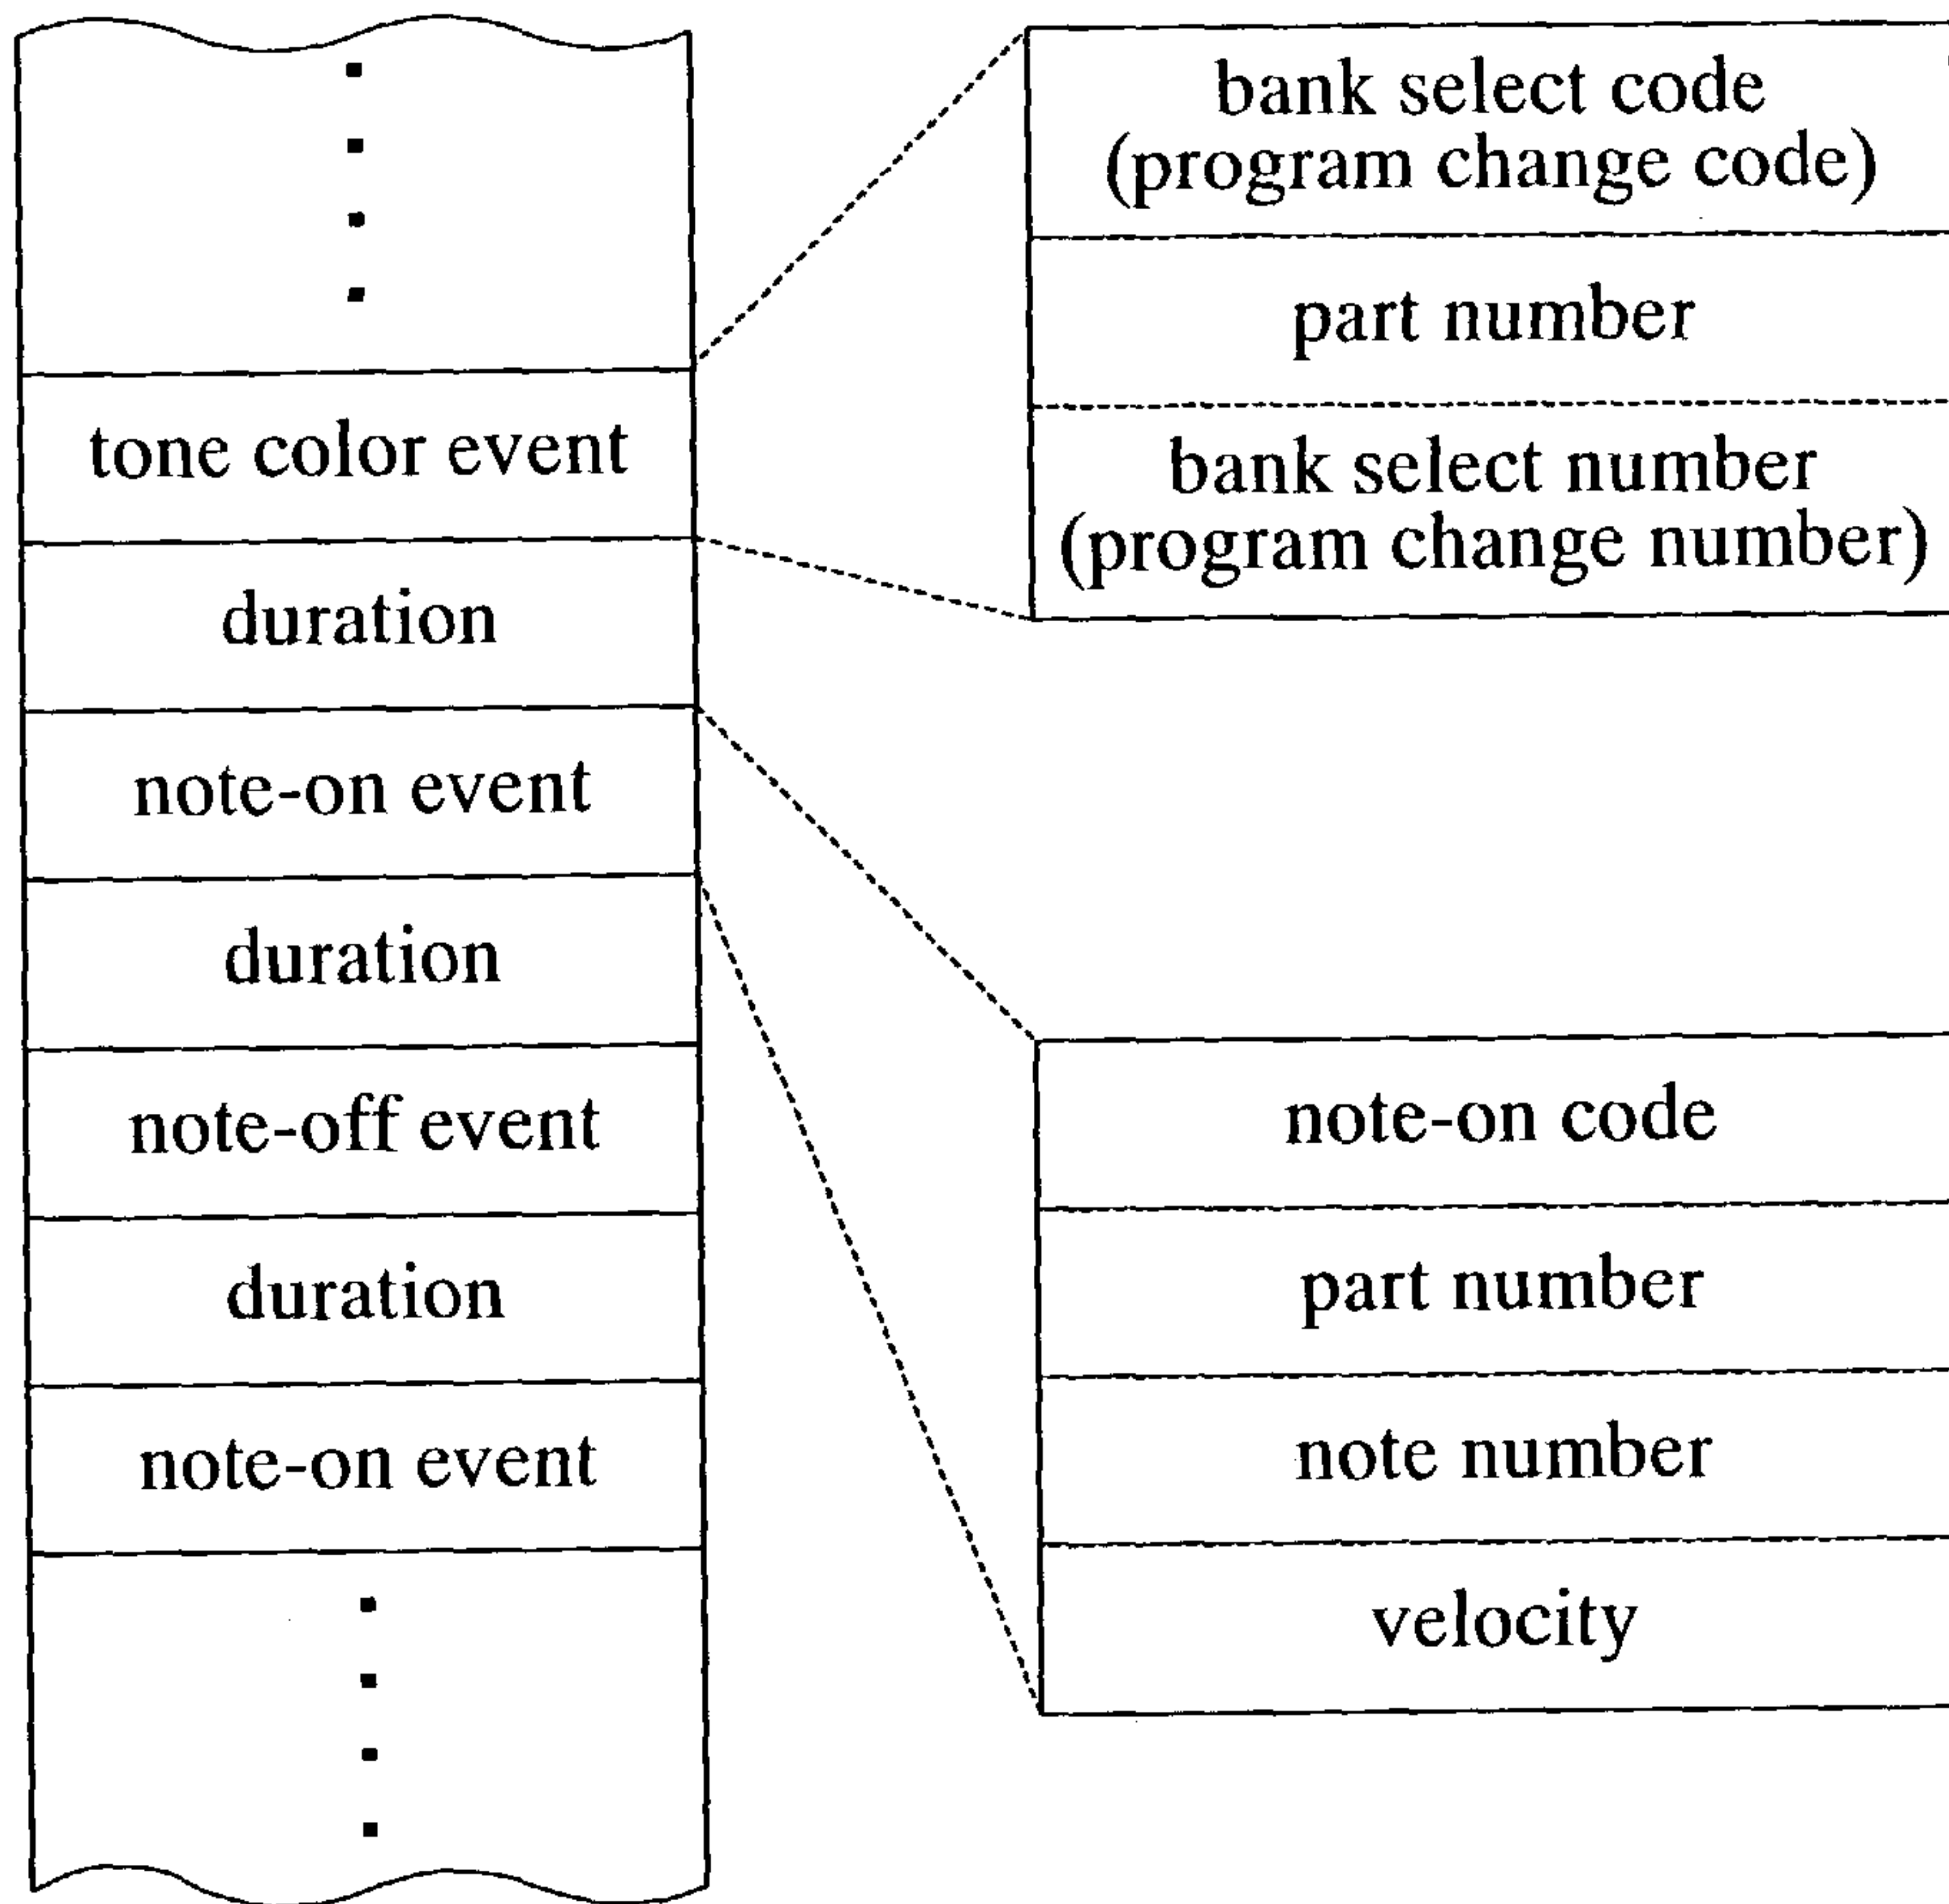 tone color event
duration
note-on event
duration
note-off event
duration
note-on event
bank select code
(program change code)
part number
bank select number
(program change number)
note-on code
part number
note number
velocity